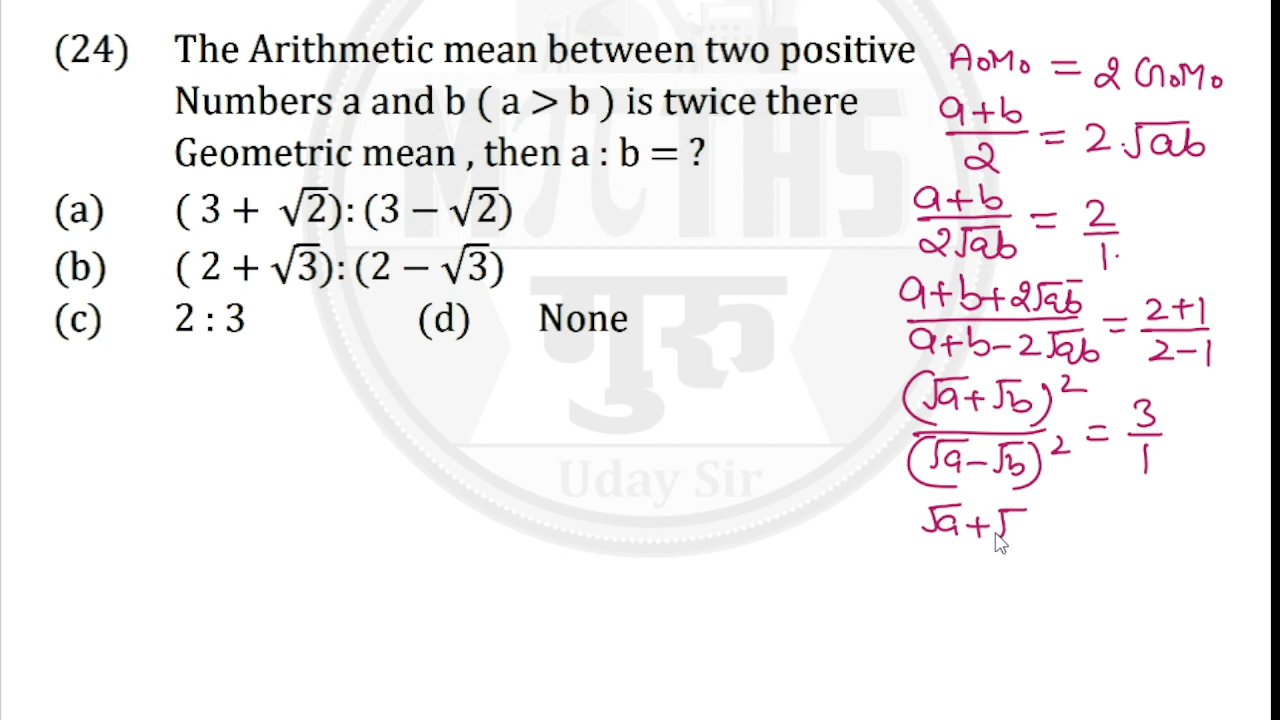 (24) The Arithmetic mean between two positive
Numbers a and b ( a > b ) is twice there
Geometric mean , then a : b = ?
(a) ( 3 + √2):(3 − √2)
(b) ( 2 + √3):(2 − √3)
(c) 2 : 3 (d) None
A.M. = 2 G.M.
a+b/2 = 2.√ab
a+b/2√ab = 2/1.
a+b+2√ab/a+b-2√ab = 2+1/2-1
(√a+√b)²/(√a-√b)² = 3/1
√a+√
MπTHS
गुरु
Uday Sir